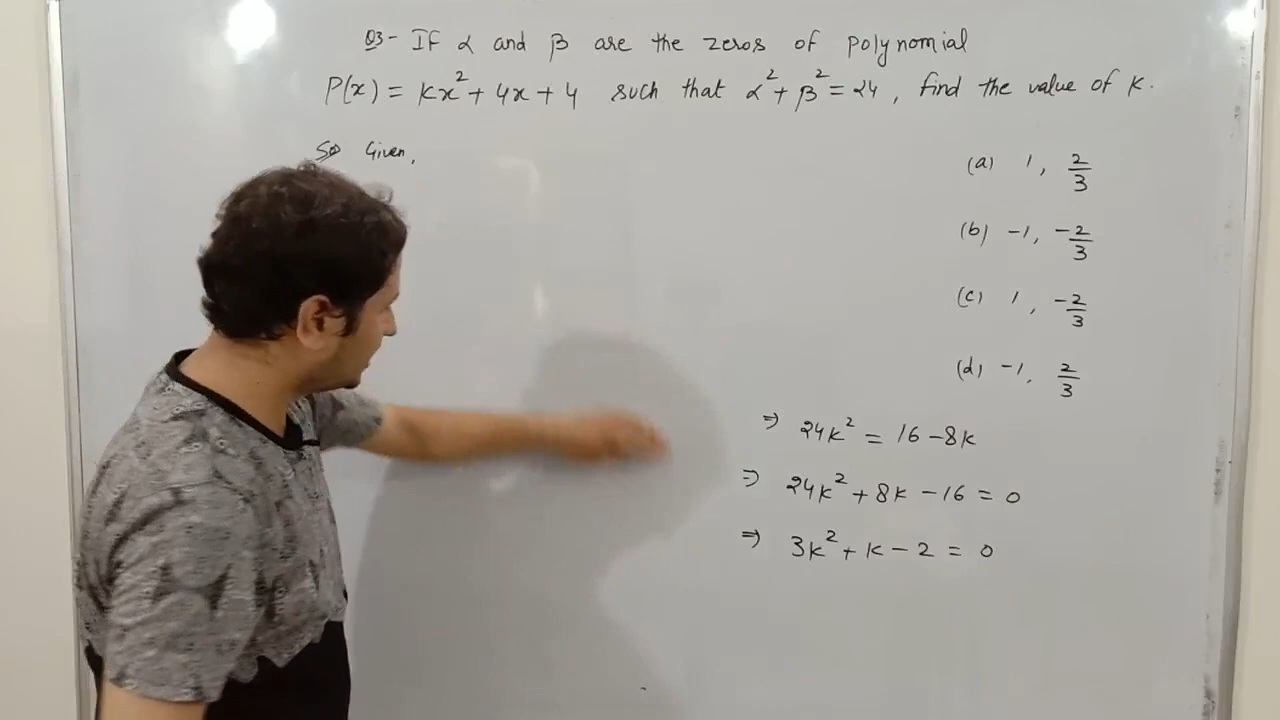 Q3- If α and β are the zeros of polynomial
P(x) = kx² + 4x + 4 such that α² + β² = 24, find the value of k.
Sol Given,
(a) 1, 2/3
(b) -1, -2/3
(c) 1, -2/3
(d) -1, 2/3
⇒ 24k² = 16 - 8k
⇒ 24k² + 8k - 16 = 0
⇒ 3k² + k - 2 = 0